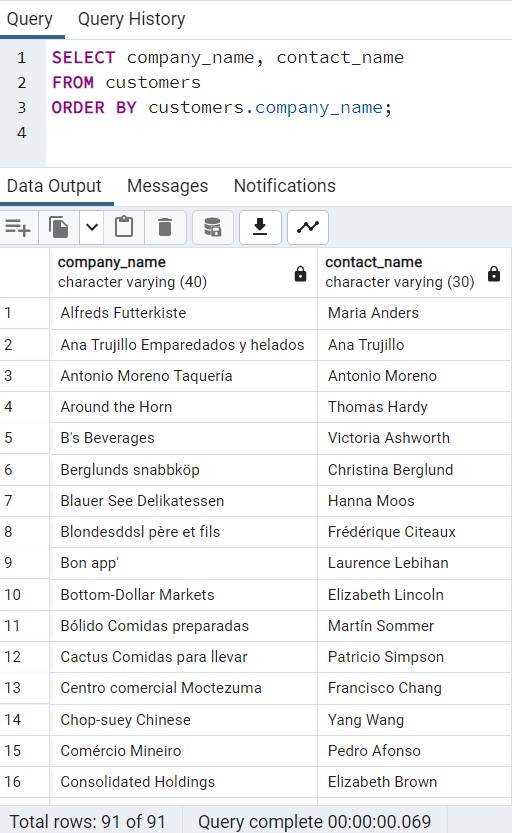 Query Query History
1 SELECT company_name, contact_name
2 FROM customers
3 ORDER BY customers.company_name;
4
Data Output Messages Notifications
company_name contact_name
character varying (40) character varying (30)
1 Alfreds Futterkiste Maria Anders
2 Ana Trujillo Emparedados y helados Ana Trujillo
3 Antonio Moreno Taquería Antonio Moreno
4 Around the Horn Thomas Hardy
5 B's Beverages Victoria Ashworth
6 Berglunds snabbköp Christina Berglund
7 Blauer See Delikatessen Hanna Moos
8 Blondesddsl père et fils Frédérique Citeaux
9 Bon app' Laurence Lebihan
10 Bottom-Dollar Markets Elizabeth Lincoln
11 Bólido Comidas preparadas Martín Sommer
12 Cactus Comidas para llevar Patricio Simpson
13 Centro comercial Moctezuma Francisco Chang
14 Chop-suey Chinese Yang Wang
15 Comércio Mineiro Pedro Afonso
16 Consolidated Holdings Elizabeth Brown
Total rows: 91 of 91 Query complete 00:00:00.069